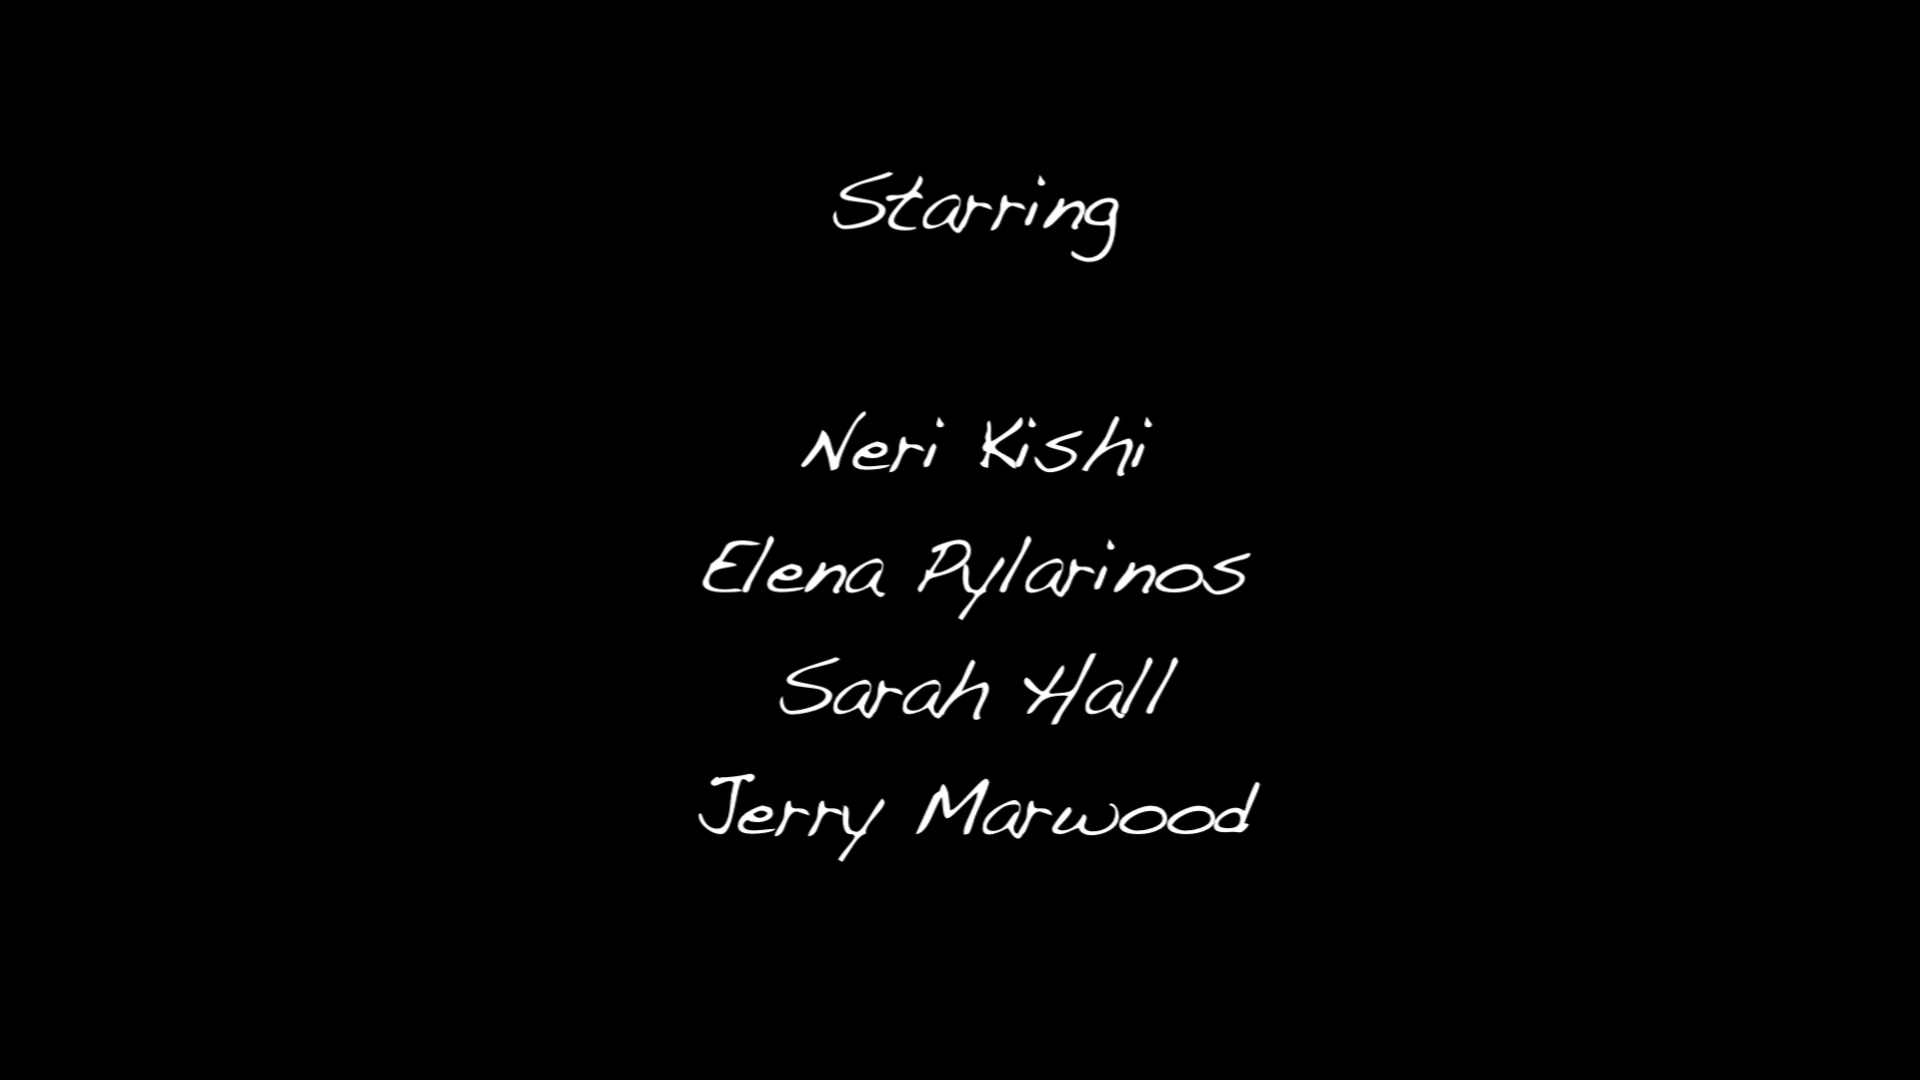 Starring
Neri Kishi
Elena Pylarinos
Sarah Hall
Jerry Marwood